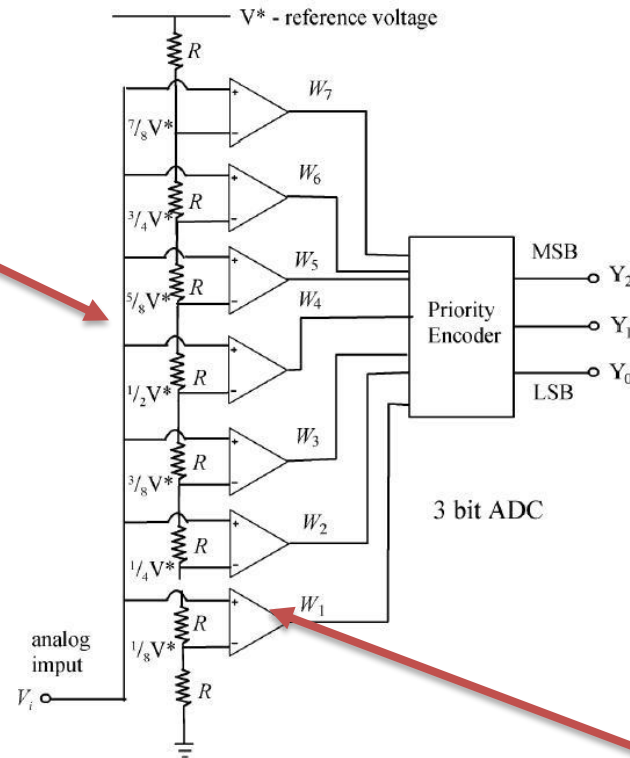 V* - reference voltage
R
W₇
⁷/₈V*
W₆
R
³/₄V*
W₅
R
W₄
⁵/₈V*
MSB
Y₂
Priority
Encoder
Y₁
R
¹/₂V*
Y₀
LSB
W₃
R
³/₈V*
3 bit ADC
W₂
R
¹/₄V*
W₁
R
¹/₈V*
analog
imput
R
Vᵢ